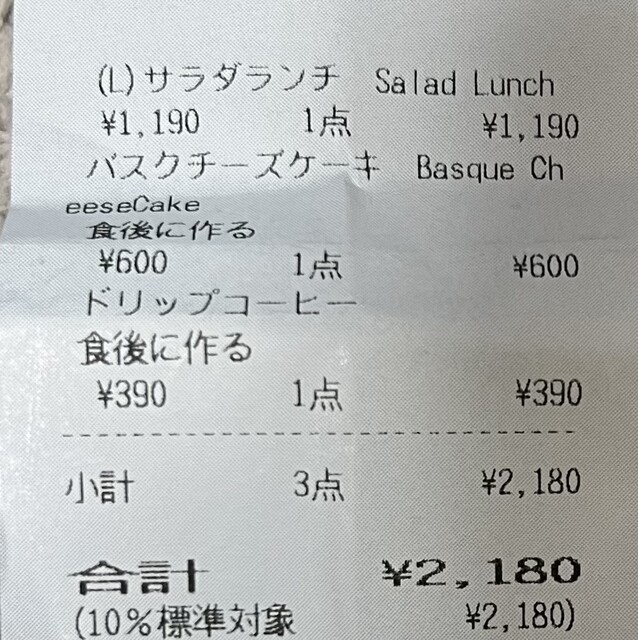 (L)サラダランチ Salad Lunch
¥1,190 1点 ¥1,190
バスクチーズケーキ Basque Ch
eeseCake
食後に作る
¥600 1点 ¥600
ドリップコーヒー
食後に作る
¥390 1点 ¥390
小計 3点 ¥2,180
合計 ¥2,180
(10%標準対象 ¥2,180)